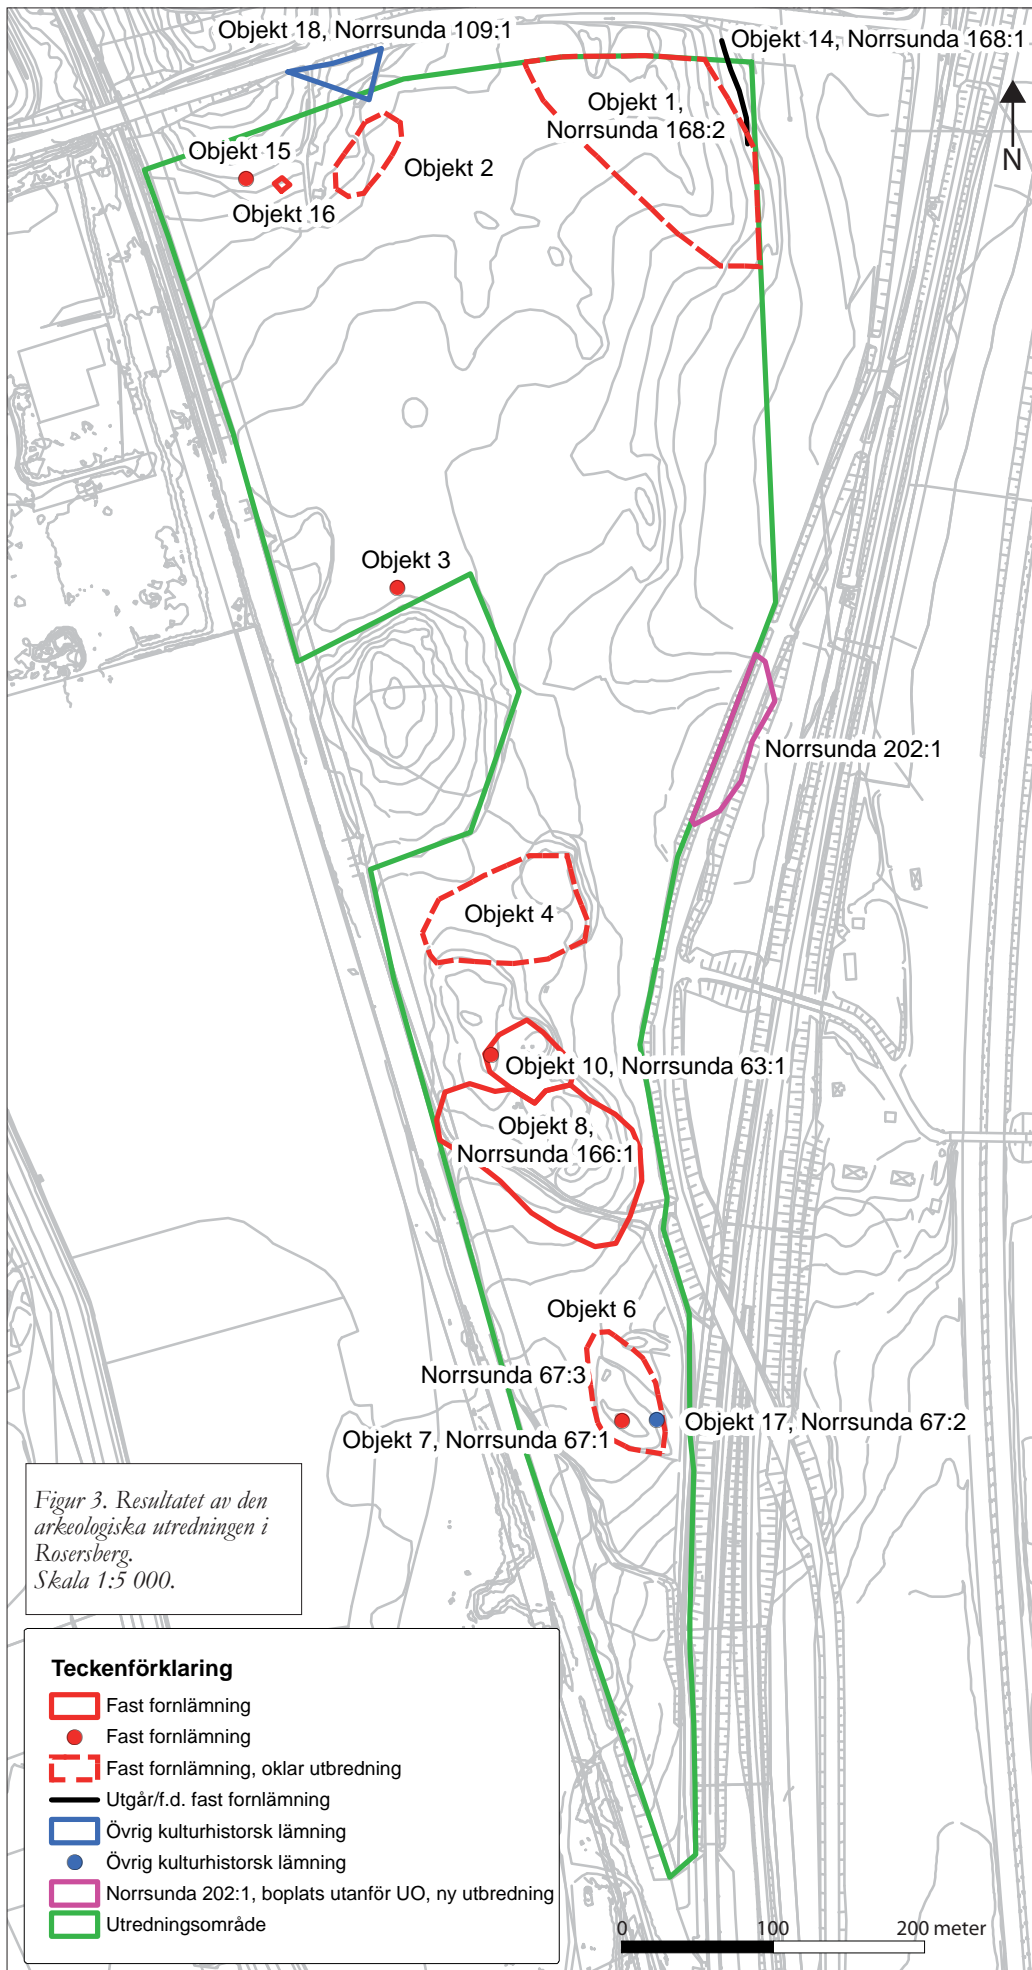 Objekt 18, Norrsunda 109:1
Objekt 14, Norrsunda 168:1
Objekt 1,
Norrsunda 168:2
N
Objekt 15
Objekt 2
Objekt 16
Objekt 3
Norrsunda 202:1
Objekt 4
Objekt 10, Norrsunda 63:1
Objekt 8,
Norrsunda 166:1
Objekt 6
Norrsunda 67:3
Objekt 7, Norrsunda 67:1
Objekt 17, Norrsunda 67:2
Figur 3. Resultatet av den
arkeologiska utredningen i
Rosersberg.
Skala 1:5 000.
Teckenförklaring
Fast fornlämning
Fast fornlämning
Fast fornlämning, oklar utbredning
Utgår/f.d. fast fornlämning
Övrig kulturhistorsk lämning
Övrig kulturhistorsk lämning
Norrsunda 202:1, boplats utanför UO, ny utbredning
Utredningsområde
0 100 200 meter